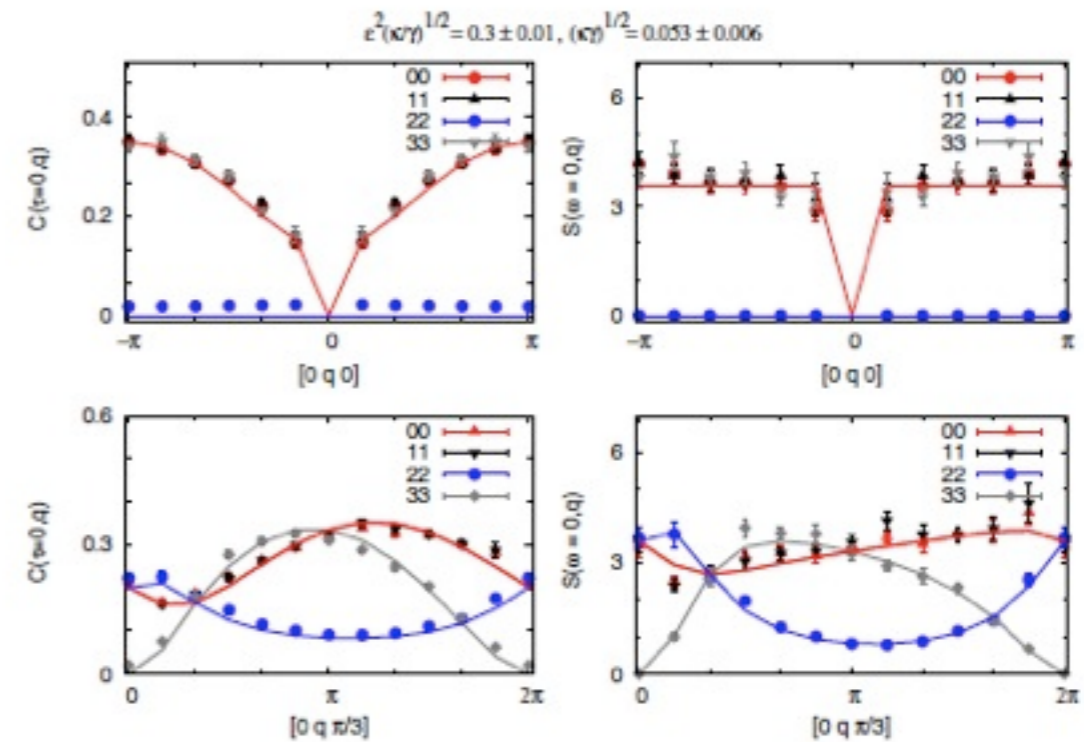 ε²(κ/γ)^1/2 = 0.3 ± 0.01, (κγ)^1/2 = 0.053 ± 0.006
C(τ=0,q)
0.4
0.2
0
00
11
22
33
−π 0 π
[0 q 0]
S(ω = 0,q)
6
3
0
00
11
22
33
−π 0 π
[0 q 0]
C(τ=0,q)
0.6
0.3
0
00
11
22
33
0 π 2π
[0 q π/3]
S(ω = 0,q)
6
3
0
00
11
22
33
0 π 2π
[0 q π/3]